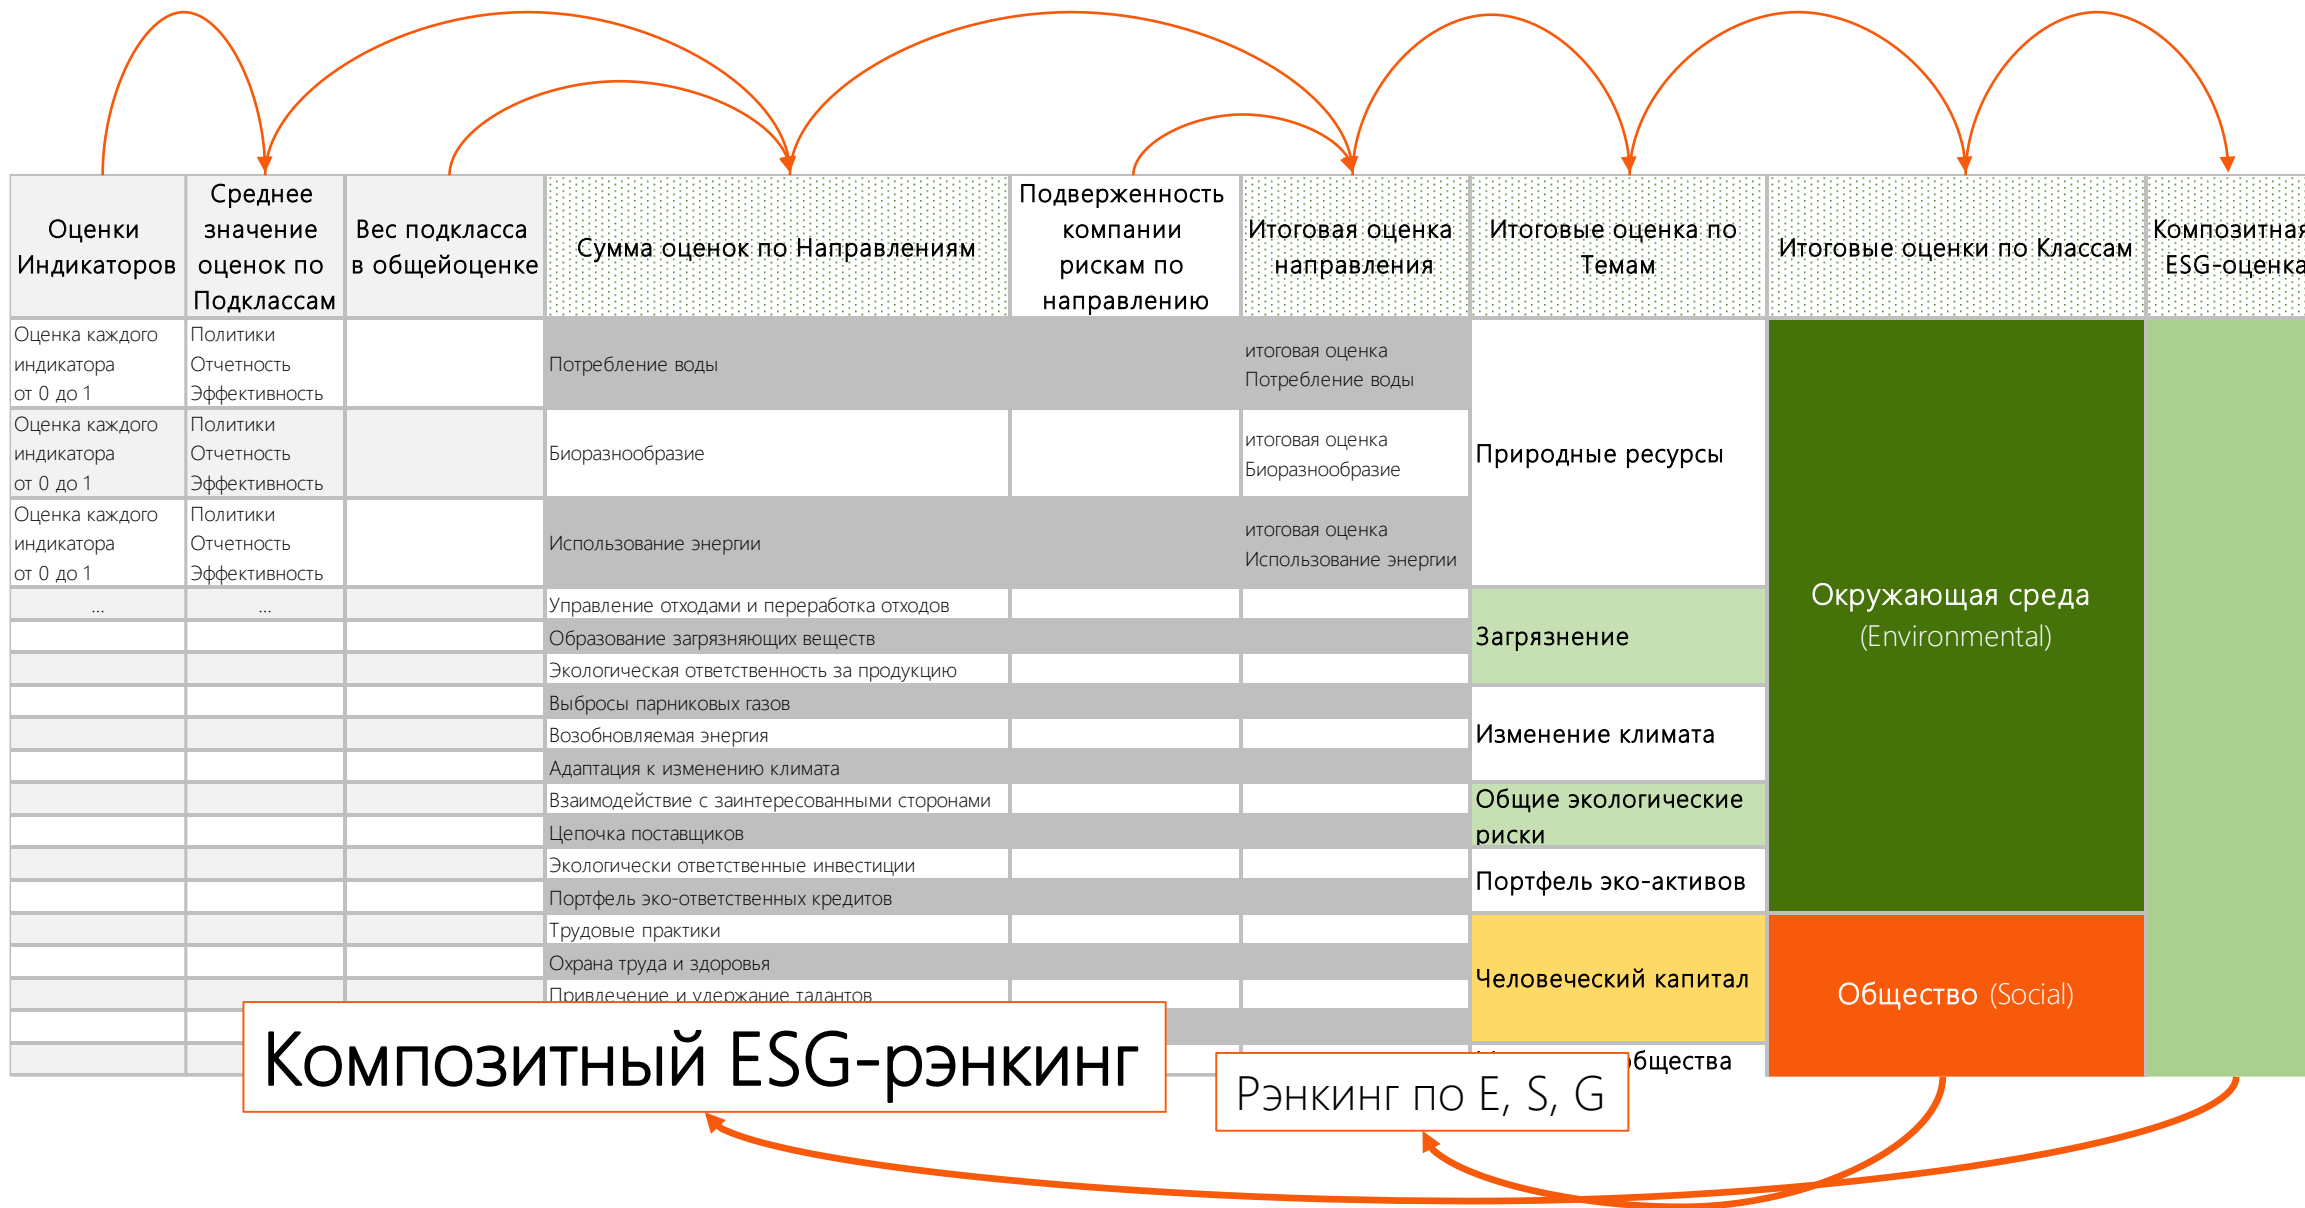 Оценки
Индикаторов
Среднее
значение
оценок по
Подклассам
Вес подкласса
в общейоценке
Сумма оценок по Направлениям
Подверженность
компании
рискам по
направлению
Итоговая оценка
направления
Итоговые оценка по
Темам
Итоговые оценки по Классам
Композитная
ESG-оценка
Оценка каждого
индикатора
от 0 до 1
Политики
Отчетность
Эффективность
Потребление воды
итоговая оценка
Потребление воды
Оценка каждого
индикатора
от 0 до 1
Политики
Отчетность
Эффективность
Биоразнообразие
итоговая оценка
Биоразнообразие
Природные ресурсы
Оценка каждого
индикатора
от 0 до 1
Политики
Отчетность
Эффективность
Использование энергии
итоговая оценка
Использование энергии
...
...
Управление отходами и переработка отходов
Образование загрязняющих веществ
Экологическая ответственность за продукцию
Загрязнение
Окружающая среда
(Environmental)
Выбросы парниковых газов
Возобновляемая энергия
Адаптация к изменению климата
Изменение климата
Взаимодействие с заинтересованными сторонами
Цепочка поставщиков
Общие экологические
риски
Экологически ответственные инвестиции
Портфель эко-ответственных кредитов
Портфель эко-активов
Трудовые практики
Охрана труда и здоровья
Привлечение и удержание талантов
Человеческий капитал
Общество (Social)
общества
Композитный ESG-рэнкинг
Рэнкинг по E, S, G